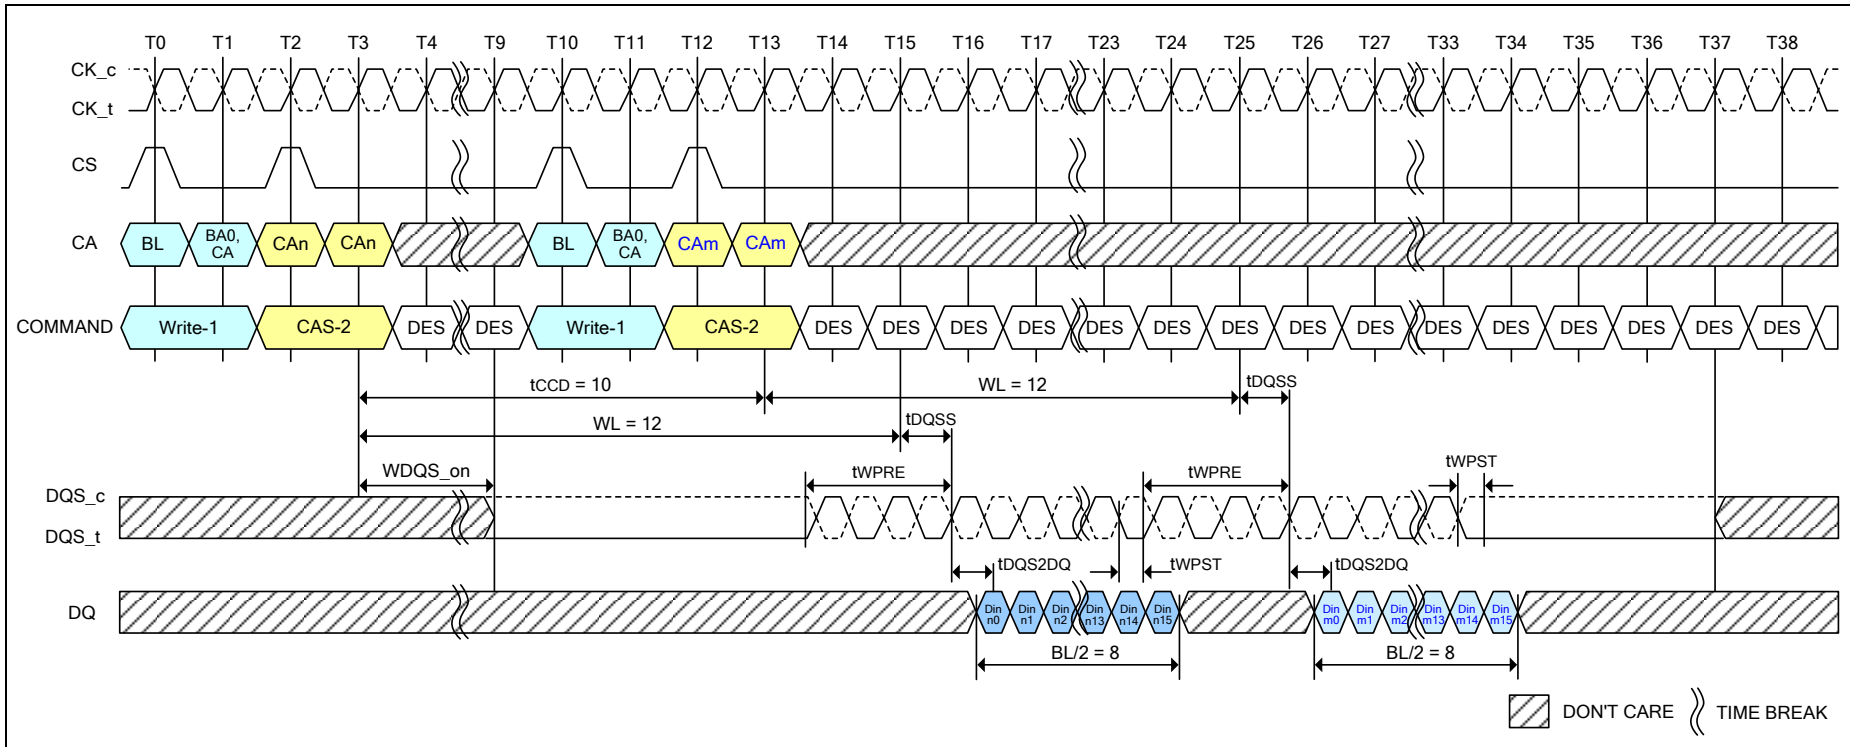 T0 T1 T2 T3 T4 T9 T10 T11 T12 T13 T14 T15 T16 T17 T23 T24 T25 T26 T27 T33 T34 T35 T36 T37 T38
CK_c
CK_t
CS
CA BL BA0, CA CAn CAn BL BA0, CA CAm CAm
COMMAND Write-1 CAS-2 DES DES Write-1 CAS-2 DES DES DES DES DES DES DES DES DES DES DES DES DES DES DES
tCCD = 10 WL = 12 tDQSS
WL = 12 tDQSS
WDQS_on tWPRE tWPRE tWPST
DQS_c
DQS_t
tDQS2DQ tWPST tDQS2DQ
DQ Din n0 Din n1 Din n2 Din n13 Din n14 Din n15 Din m0 Din m1 Din m2 Din m13 Din m14 Din m15
BL/2 = 8 BL/2 = 8
DON'T CARE TIME BREAK